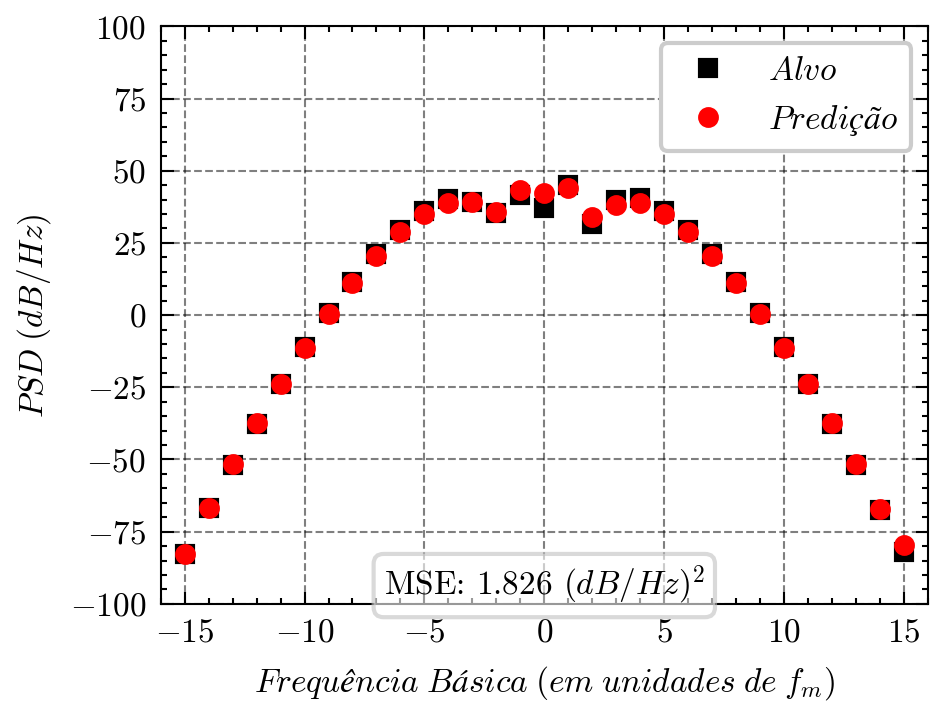 100
75
50
25
0
−25
−50
−75
−100
PSD (dB/Hz)
Alvo
Predição
MSE: 1.826 (dB/Hz)²
−15 −10 −5 0 5 10 15
Frequência Básica (em unidades de fₘ)